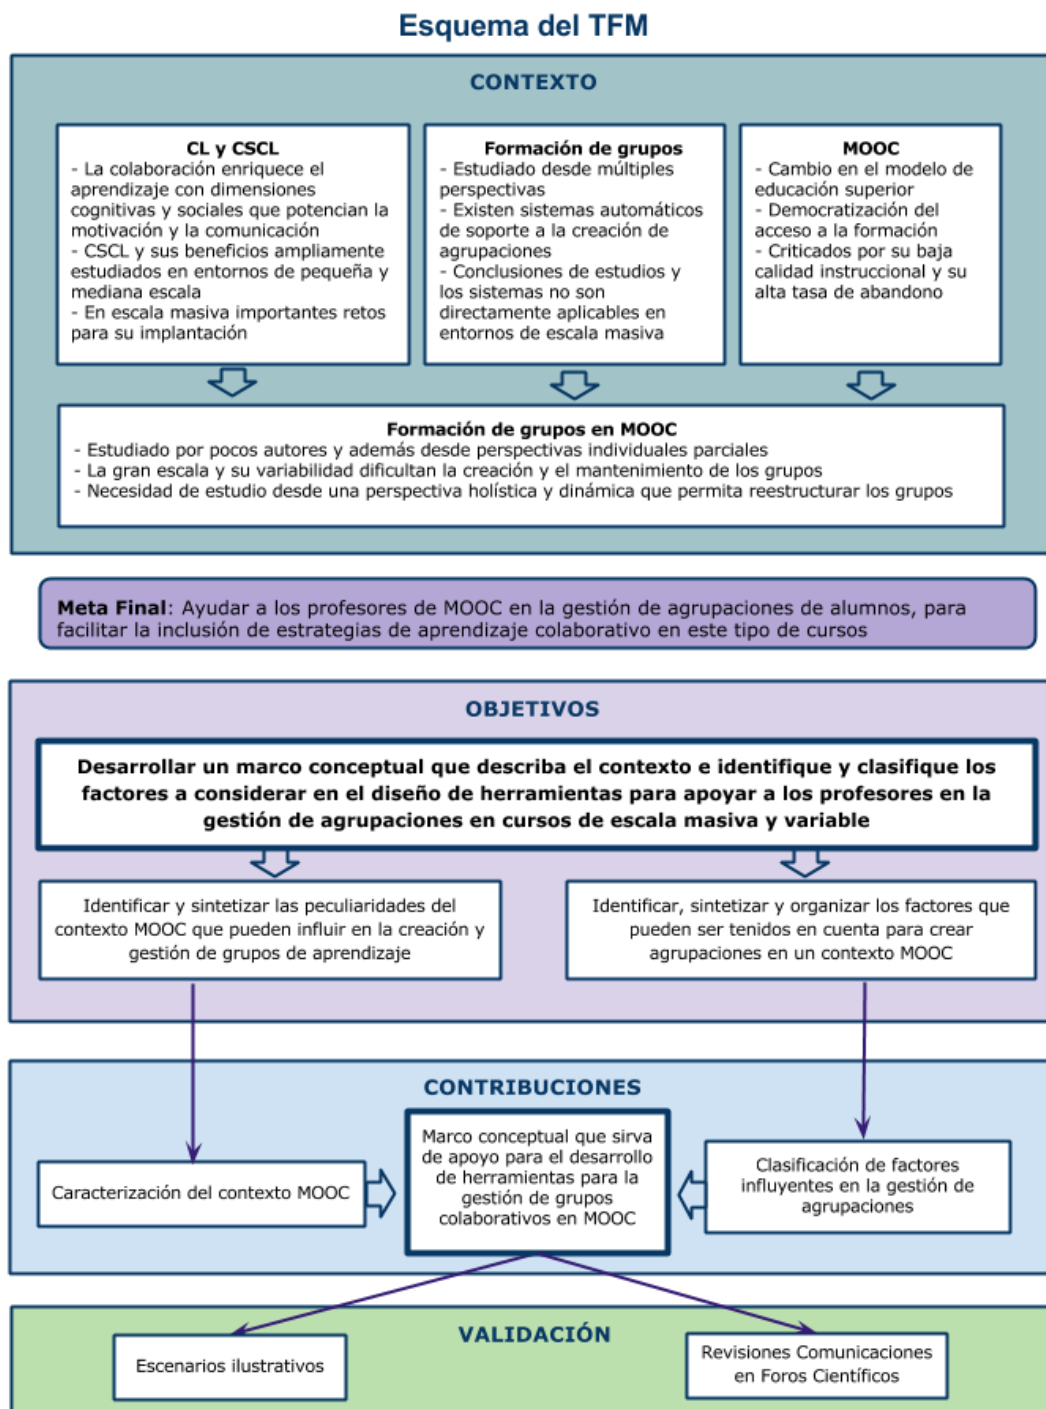 Esquema del TFM
CONTEXTO
CL y CSCL
- La colaboración enriquece el
aprendizaje con dimensiones
cognitivas y sociales que potencian la
motivación y la comunicación
- CSCL y sus beneficios ampliamente
estudiados en entornos de pequeña y
mediana escala
- En escala masiva importantes retos
para su implantación
Formación de grupos
- Estudiado desde múltiples
perspectivas
- Existen sistemas automáticos
de soporte a la creación de
agrupaciones
- Conclusiones de estudios y
los sistemas no son
directamente aplicables en
entornos de escala masiva
MOOC
- Cambio en el modelo de
educación superior
- Democratización del
acceso a la formación
- Criticados por su baja
calidad instruccional y su
alta tasa de abandono
Formación de grupos en MOOC
- Estudiado por pocos autores y además desde perspectivas individuales parciales
- La gran escala y su variabilidad dificultan la creación y el mantenimiento de los grupos
- Necesidad de estudio desde una perspectiva holística y dinámica que permita reestructurar los grupos
Meta Final: Ayudar a los profesores de MOOC en la gestión de agrupaciones de alumnos, para
facilitar la inclusión de estrategias de aprendizaje colaborativo en este tipo de cursos
OBJETIVOS
Desarrollar un marco conceptual que describa el contexto e identifique y clasifique los
factores a considerar en el diseño de herramientas para apoyar a los profesores en la
gestión de agrupaciones en cursos de escala masiva y variable
Identificar y sintetizar las peculiaridades del
contexto MOOC que pueden influir en la creación y
gestión de grupos de aprendizaje
Identificar, sintetizar y organizar los factores que
pueden ser tenidos en cuenta para crear
agrupaciones en un contexto MOOC
CONTRIBUCIONES
Caracterización del contexto MOOC
Marco conceptual que sirva
de apoyo para el desarrollo
de herramientas para la
gestión de grupos
colaborativos en MOOC
Clasificación de factores
influyentes en la gestión de
agrupaciones
VALIDACIÓN
Escenarios ilustrativos
Revisiones Comunicaciones
en Foros Científicos